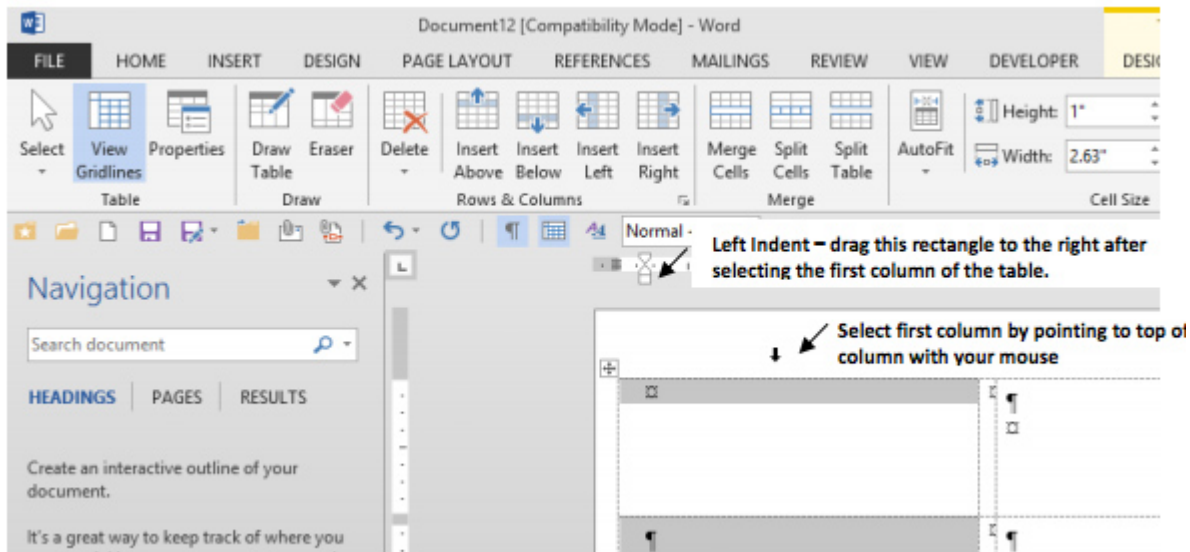 Document12 [Compatibility Mode] - Word
FILE HOME INSERT DESIGN PAGE LAYOUT REFERENCES MAILINGS REVIEW VIEW DEVELOPER DESIG
Select View Gridlines Properties Draw Table Eraser Delete Insert Above Insert Below Insert Left Insert Right Merge Cells Split Cells Split Table AutoFit Height: 1" Width: 2.63"
Table Draw Rows & Columns Merge Cell Size
Normal
Left Indent – drag this rectangle to the right after
selecting the first column of the table.
Navigation
Search document
Select first column by pointing to top of
column with your mouse
HEADINGS PAGES RESULTS
Create an interactive outline of your
document.
It's a great way to keep track of where you